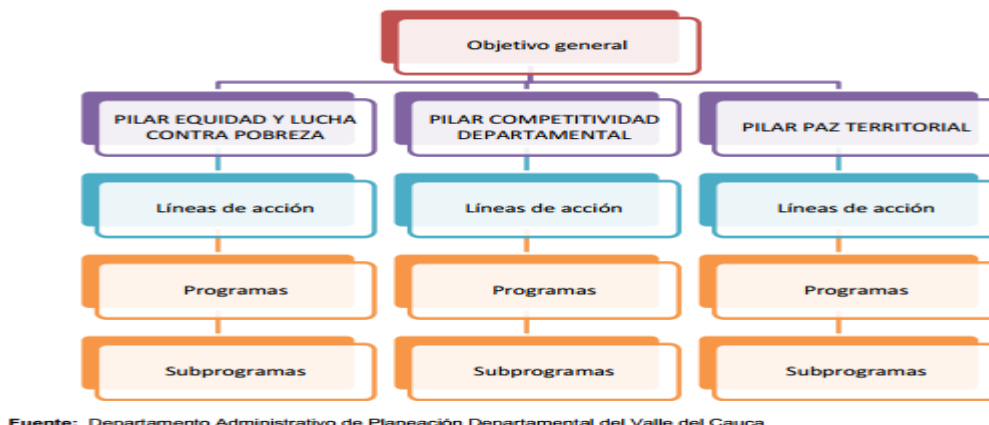 Objetivo general
PILAR EQUIDAD Y LUCHA
CONTRA POBREZA
PILAR COMPETITIVIDAD
DEPARTAMENTAL
PILAR PAZ TERRITORIAL
Líneas de acción
Líneas de acción
Líneas de acción
Programas
Programas
Programas
Subprogramas
Subprogramas
Subprogramas
Fuente: Departamento Administrativo de Planeación Departamental del Valle del Cauca